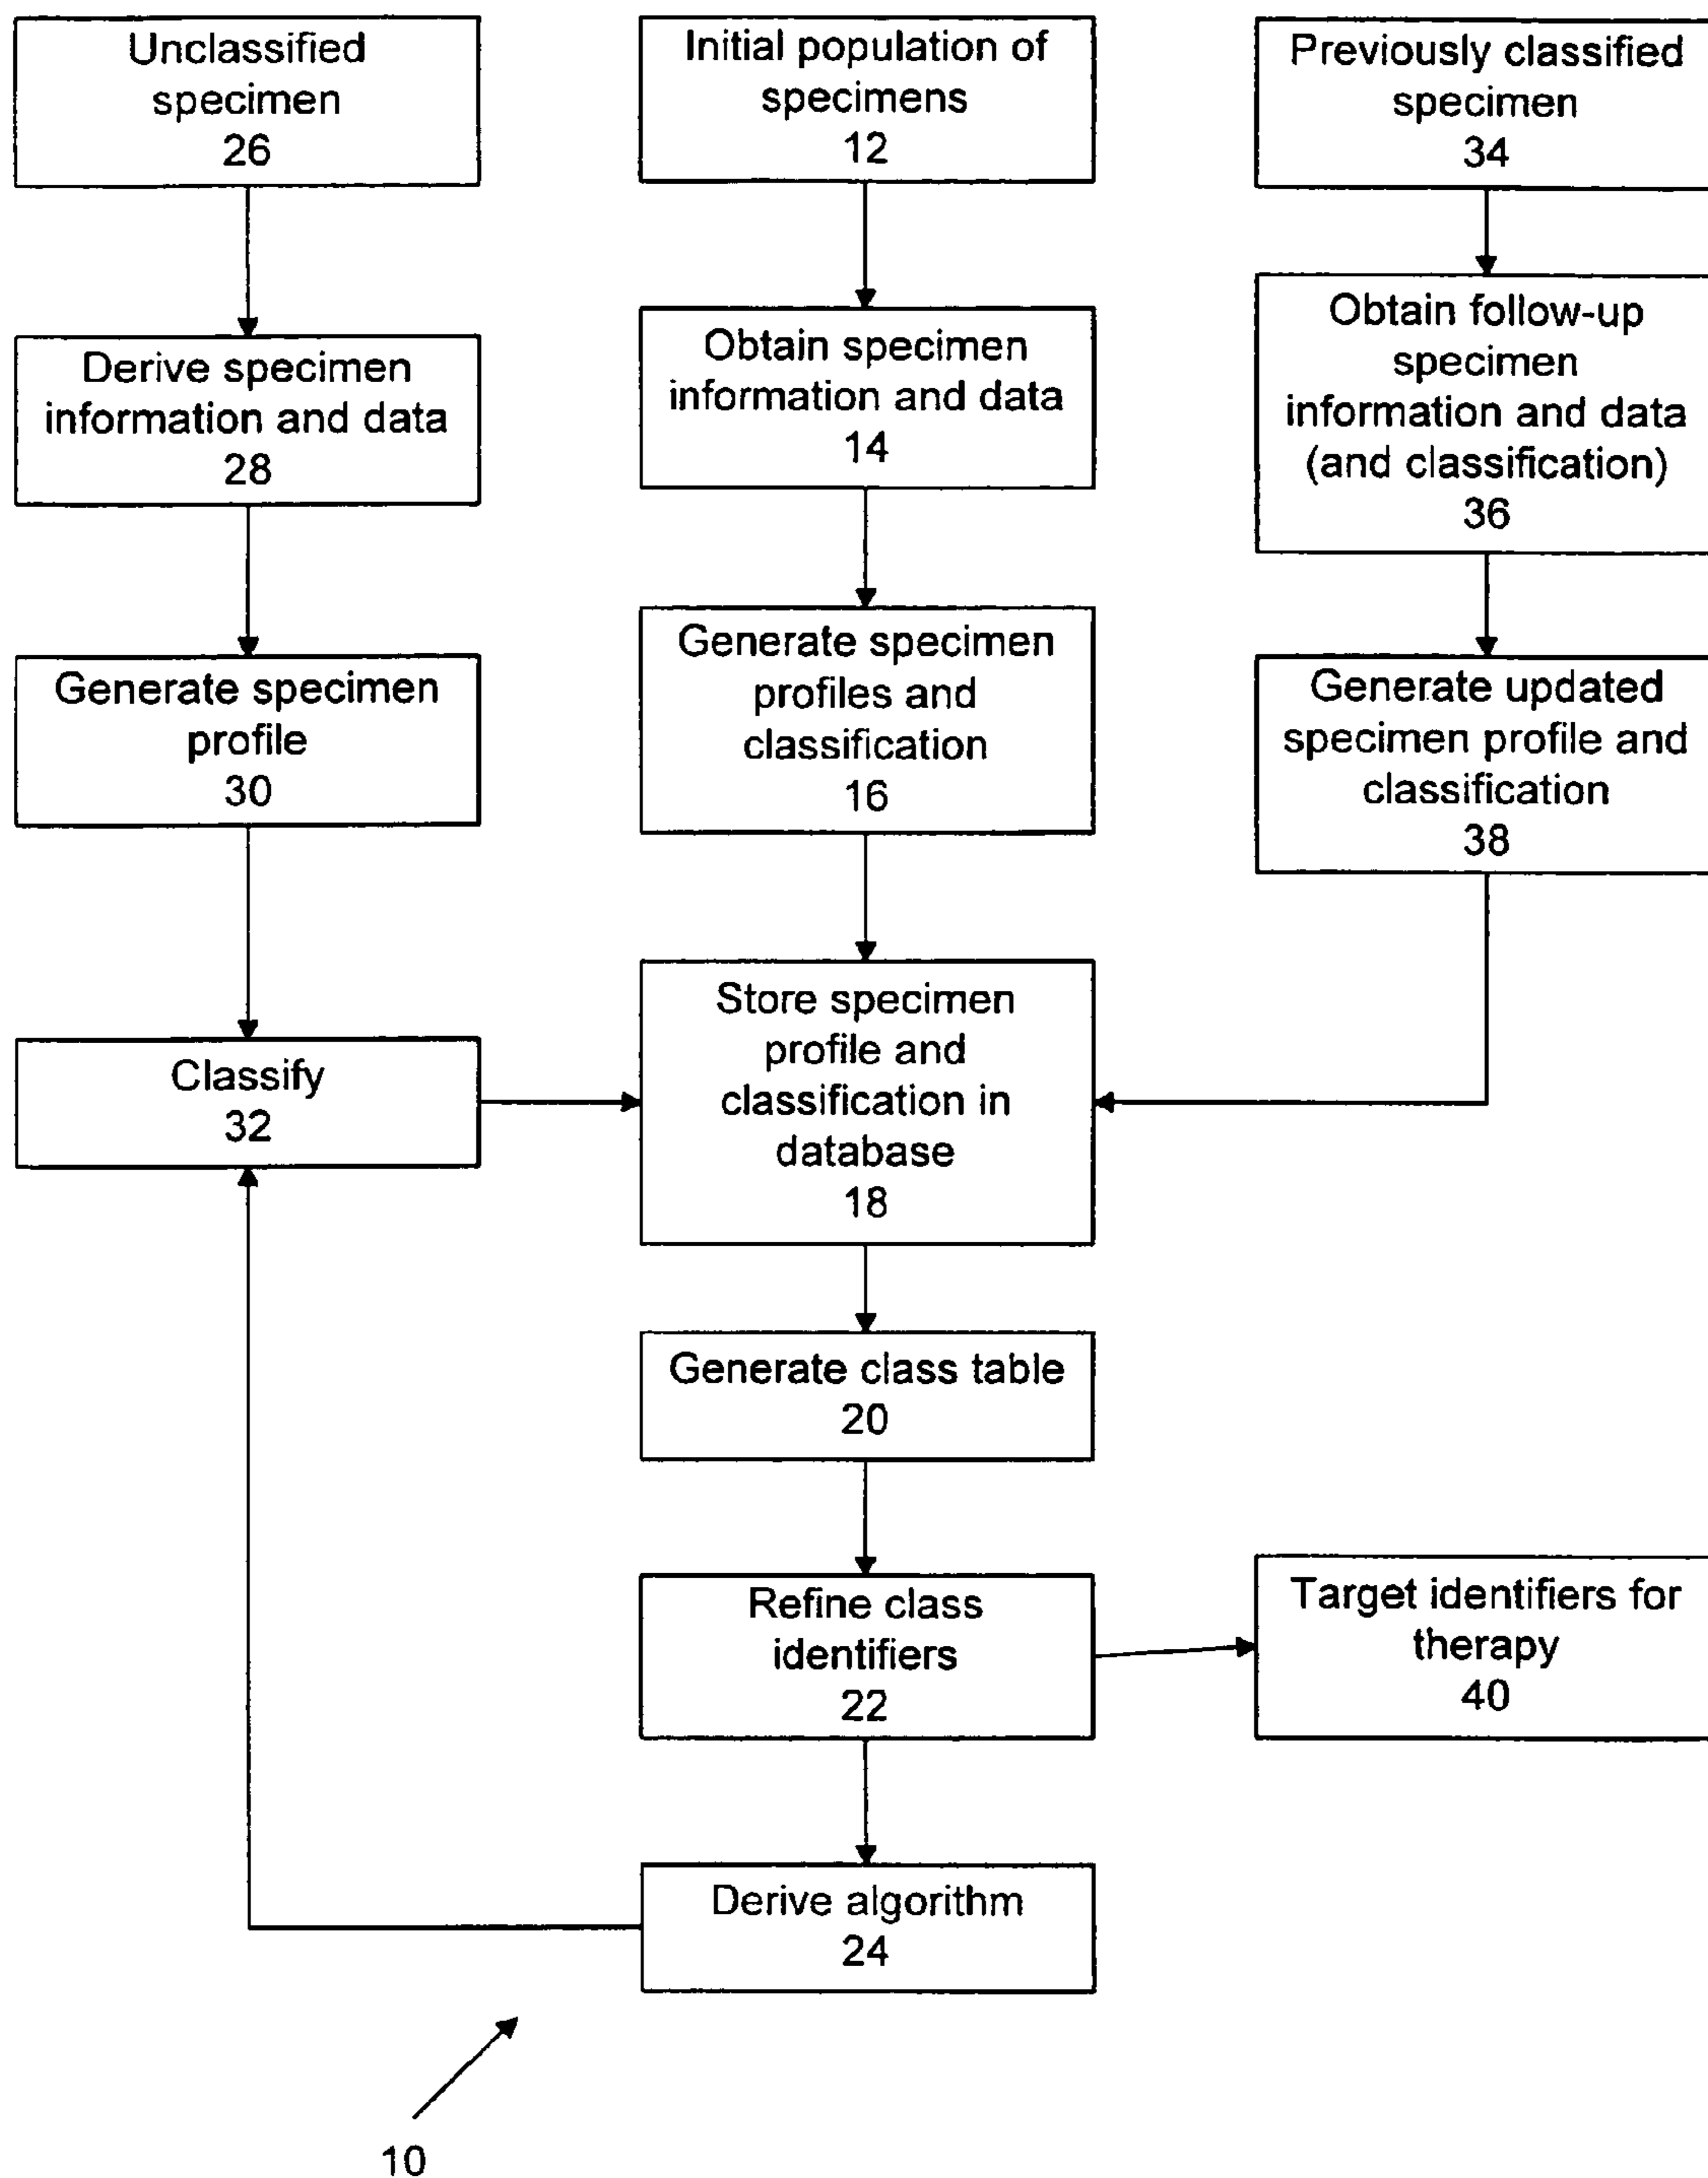 Unclassified
specimen
26
Initial population of
specimens
12
Previously classified
specimen
34
Derive specimen
information and data
28
Obtain specimen
information and data
14
Obtain follow-up
specimen
information and data
(and classification)
36
Generate specimen
profile
30
Generate specimen
profiles and
classification
16
Generate updated
specimen profile and
classification
38
Classify
32
Store specimen
profile and
classification in
database
18
Generate class table
20
Refine class
identifiers
22
Target identifiers for
therapy
40
Derive algorithm
24
10